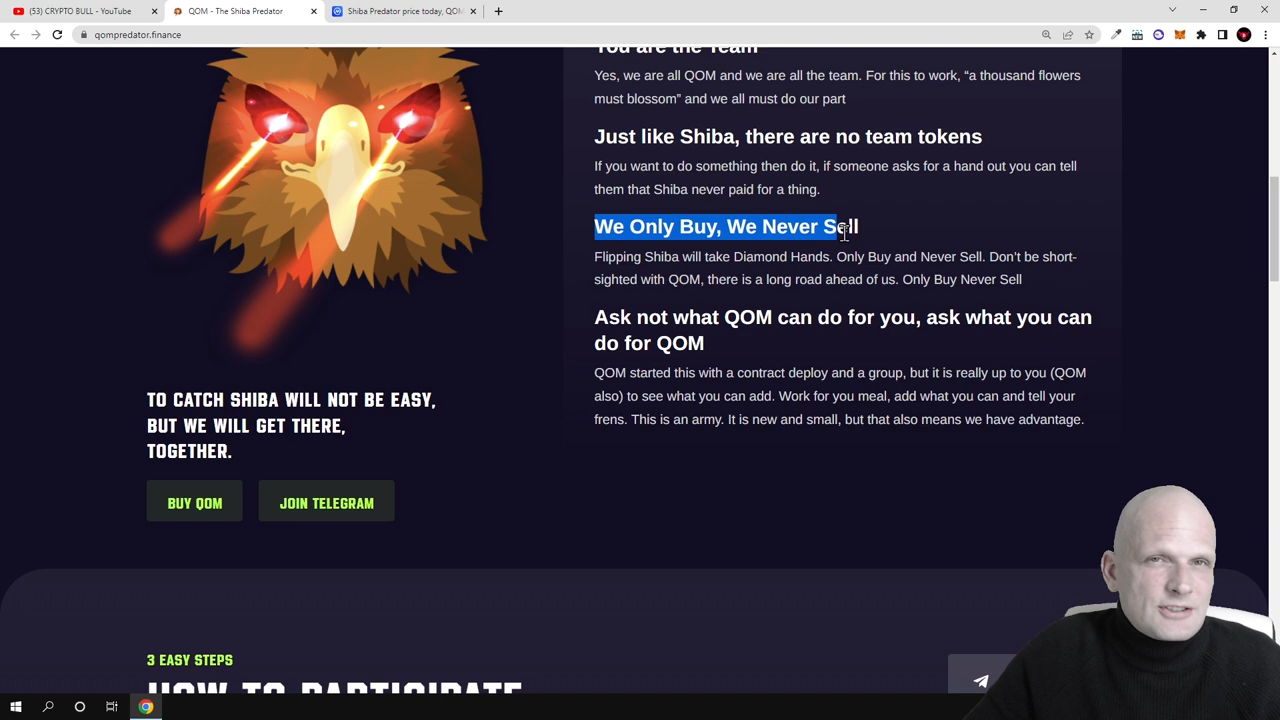 (53) CRYPTO BULL - YouTube
QOM - The Shiba Predator
Shiba Predator price today, QOM
qompredator.finance
You are the Team
Yes, we are all QOM and we are all the team. For this to work, “a thousand flowers
must blossom” and we all must do our part
Just like Shiba, there are no team tokens
If you want to do something then do it, if someone asks for a hand out you can tell
them that Shiba never paid for a thing.
We Only Buy, We Never Sell
Flipping Shiba will take Diamond Hands. Only Buy and Never Sell. Don’t be short-
sighted with QOM, there is a long road ahead of us. Only Buy Never Sell
Ask not what QOM can do for you, ask what you can
do for QOM
QOM started this with a contract deploy and a group, but it is really up to you (QOM
also) to see what you can add. Work for you meal, add what you can and tell your
frens. This is an army. It is new and small, but that also means we have advantage.
TO CATCH SHIBA WILL NOT BE EASY,
BUT WE WILL GET THERE,
TOGETHER.
BUY QOM
JOIN TELEGRAM
3 EASY STEPS
HOW TO PARTICIPATE